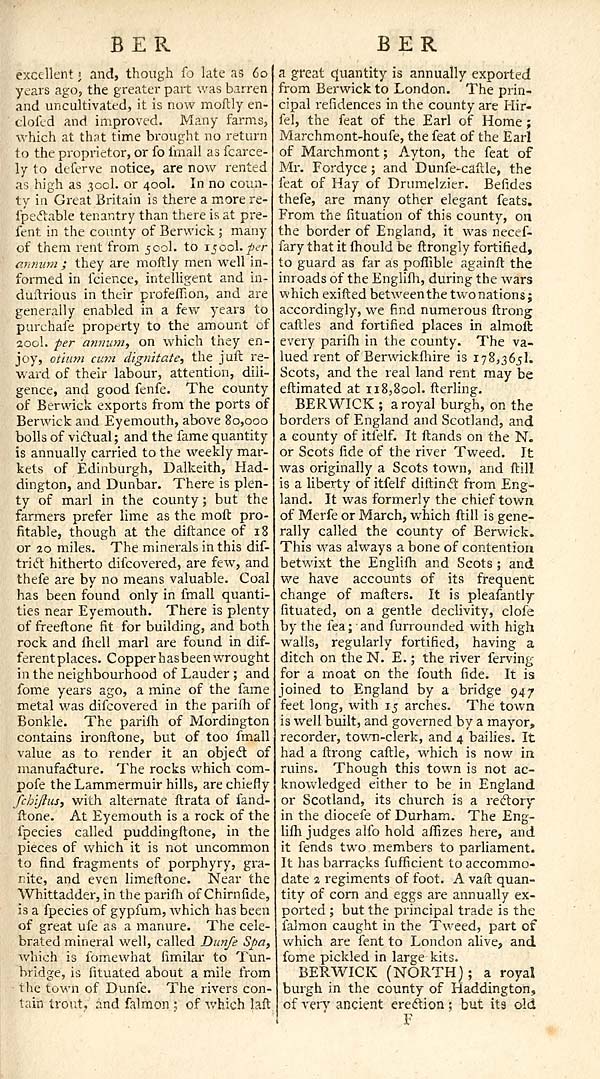 BER
excellent; and, though ſo late as 60
years ago, the greater part was barren
and uncultivated, it is now moſtly en-
cloſed and improved. Many farms,
which at that time brought no return
to the proprietor, or ſo ſmall as ſcarce-
ly to deſerve notice, are now rented
as high as 300l. or 400l. In no coun-
ty in Great Britain is there a more re-
ſpectable tenantry than there is at pre-
ſent in the county of Berwick; many
of them rent from 500l. to 1500l. per
annum; they are moſtly men well in-
formed in ſcience, intelligent and in-
duſtrious in their profeſſion, and are
generally enabled in a few years to
purchaſe property to the amount of
200l. per annum, on which they en-
joy, otium cum dignitate, the juſt re-
ward of their labour, attention, dili-
gence, and good ſenſe. The county
of Berwick exports from the ports of
Berwick and Eyemouth, above 80,000
bolls of victual; and the ſame quantity
is annually carried to the weekly mar-
kets of Edinburgh, Dalkeith, Had-
dington, and Dunbar. There is plen-
ty of marl in the county; but the
farmers prefer lime as the moſt pro-
fitable, though at the diſtance of 18
or 20 miles. The minerals in this diſ-
trict hitherto diſcovered, are few, and
theſe are by no means valuable. Coal
has been found only in ſmall quanti-
ties near Eyemouth. There is plenty
of freeſtone fit for building, and both
rock and ſhell marl are found in dif-
ferent places. Copper has been wrought
in the neighbourhood of Lauder; and
ſome years ago, a mine of the ſame
metal was diſcovered in the pariſh of
Bonkle. The pariſh of Mordington
contains ironſtone, but of too ſmall
value as to render it an object of
manufacture. The rocks which com-
poſe the Lammermuir hills, are chiefly
ſchiſtus, with alternate ſtrata of ſand-
ſtone. At Eyemouth is a rock of the
ſpecies called puddingſtone, in the
pieces of which it is not uncommon
to find fragments of porphyry, gra-
nite, and even limeſtone. Near the
Whittadder, in the pariſh of Chirnſide,
is a ſpecies of gypſum, which has been
of great uſe as a manure. The cele-
brated mineral well, called Dunſe Spa,
which is ſomewhat ſimilar to Tun-
bridge, is ſituated about a mile from
the town of Dunſe. The rivers con-
tain trout, and ſalmon; of which laſt
BER
a great quantity is annually exported
from Berwick to London. The prin-
cipal reſidences in the county are Hir-
ſel, the ſeat of the Earl of Home;
Marchmont-houſe, the ſeat of the Earl
of Marchmont; Ayton, the ſeat of
Mr. Fordyce; and Dunſe-caſtle, the
ſeat of Hay of Drumelzier. Beſides
theſe, are many other elegant ſeats.
From the ſituation of this county, on
the border of England, it was neceſ-
ſary that it ſhould be ſtrongly fortified,
to guard as far as poſſible againſt the
inroads of the Engliſh, during the wars
which exiſted between the two nations;
accordingly, we find numerous ſtrong
caſtles and fortified places in almoſt
every pariſh in the county. The va-
lued rent of Berwickſhire is 178,365l.
Scots, and the real land rent may be
eſtimated at 118,800l. ſterling.
BERWICK; a royal burgh, on the
borders of England and Scotland, and
a county of itſelf. It ſtands on the N.
or Scots ſide of the river Tweed. It
was originally a Scots town, and ſtill
is a liberty of itſelf diſtinct from Eng-
land. It was formerly the chief town
of Merſe or March, which ſtill is gene-
rally called the county of Berwick.
This was always a bone of contention
betwixt the Engliſh and Scots; and
we have accounts of its frequent
change of maſters. It is pleaſantly
ſituated, on a gentle declivity, cloſe
by the ſea; and ſurrounded with high
walls, regularly fortified, having a
ditch on the N. E.; the river ſerving
for a moat on the ſouth ſide. It is
joined to England by a bridge 947
feet long, with 15 arches. The town
is well built, and governed by a mayor,
recorder, town-clerk, and 4 bailies. It
had a ſtrong caſtle, which is now in
ruins. Though this town is not ac-
knowledged either to be in England
or Scotland, its church is a rectory
in the dioceſe of Durham. The Eng-
liſh judges alſo hold aſſizes here, and
it ſends two members to parliament.
It has barracks ſufficient to accommo-
date 2 regiments of foot. A vaſt quan-
tity of corn and eggs are annually ex-
ported; but the principal trade is the
ſalmon caught in the Tweed, part of
which are ſent to London alive, and
ſome pickled in large kits.
BERWICK (NORTH); a royal
burgh in the county of Haddington,
of very ancient erection; but its old
F